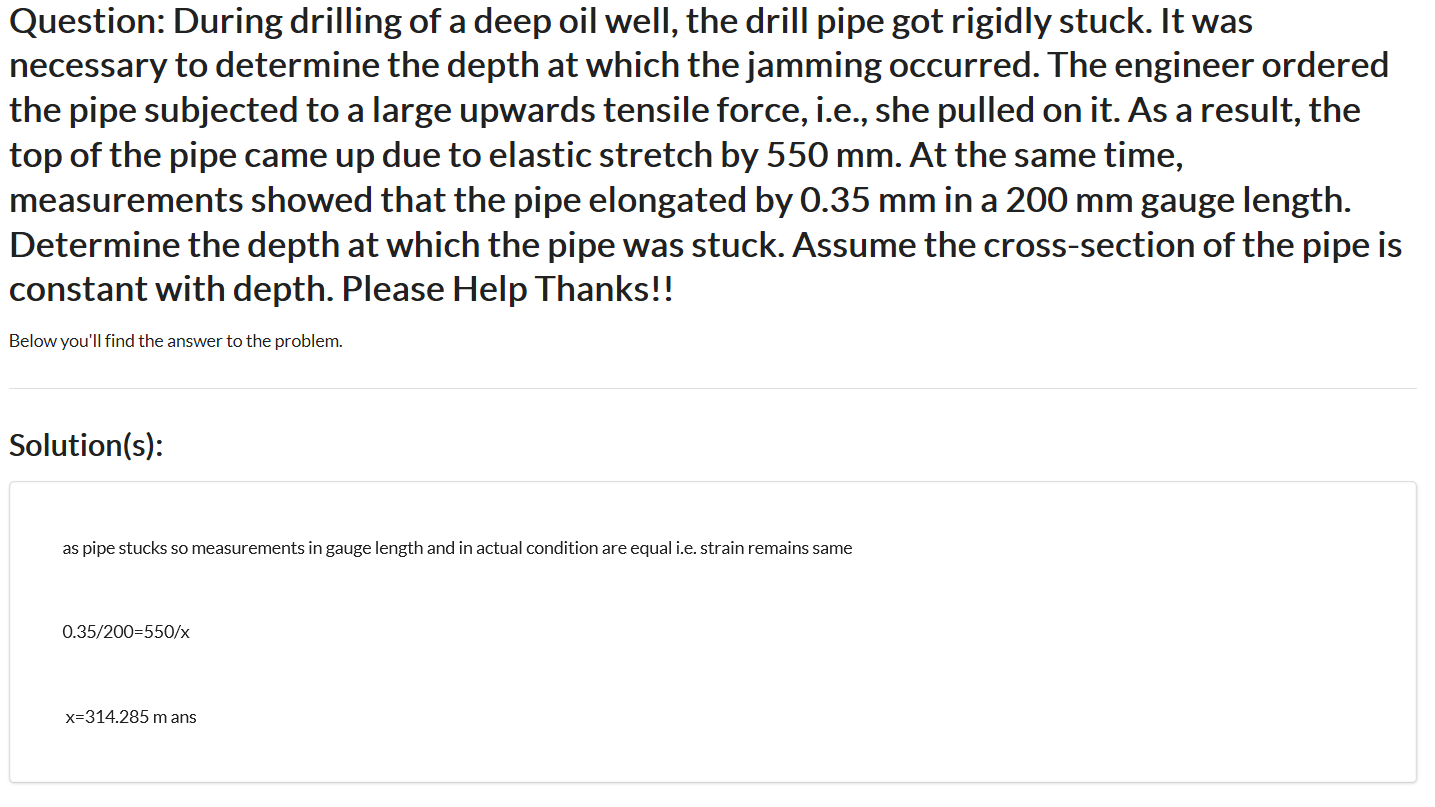 Question: During drilling of a deep oil well, the drill pipe got rigidly stuck. It was
necessary to determine the depth at which the jamming occurred. The engineer ordered
the pipe subjected to a large upwards tensile force, i.e., she pulled on it. As a result, the
top of the pipe came up due to elastic stretch by 550 mm. At the same time,
measurements showed that the pipe elongated by 0.35 mm in a 200 mm gauge length.
Determine the depth at which the pipe was stuck. Assume the cross-section of the pipe is
constant with depth. Please Help Thanks!!
Below you'll find the answer to the problem.
Solution(s):
as pipe stucks so measurements in gauge length and in actual condition are equal i.e. strain remains same
0.35/200=550/x
x=314.285 m ans